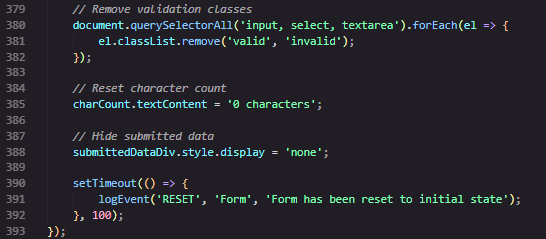 379 // Remove validation classes
380 document.querySelectorAll('input, select, textarea').forEach(el => {
381 el.classList.remove('valid', 'invalid');
382 });
383
384 // Reset character count
385 charCount.textContent = '0 characters';
386
387 // Hide submitted data
388 submittedDataDiv.style.display = 'none';
389
390 setTimeout(() => {
391 logEvent('RESET', 'Form', 'Form has been reset to initial state');
392 }, 100);
393 });